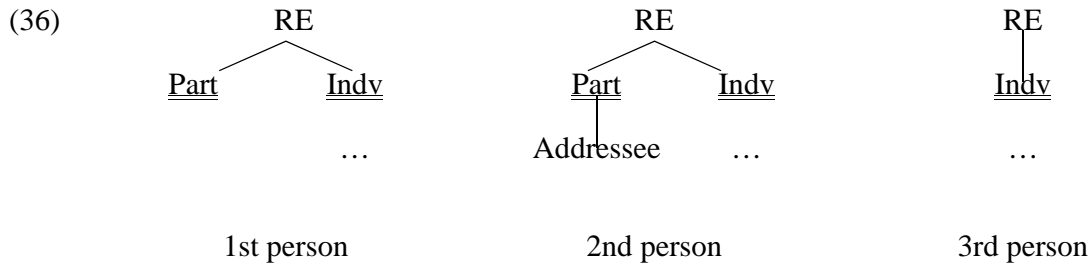 (36) RE RE RE
Part Indv Part Indv Indv
… Addressee … …
1st person 2nd person 3rd person